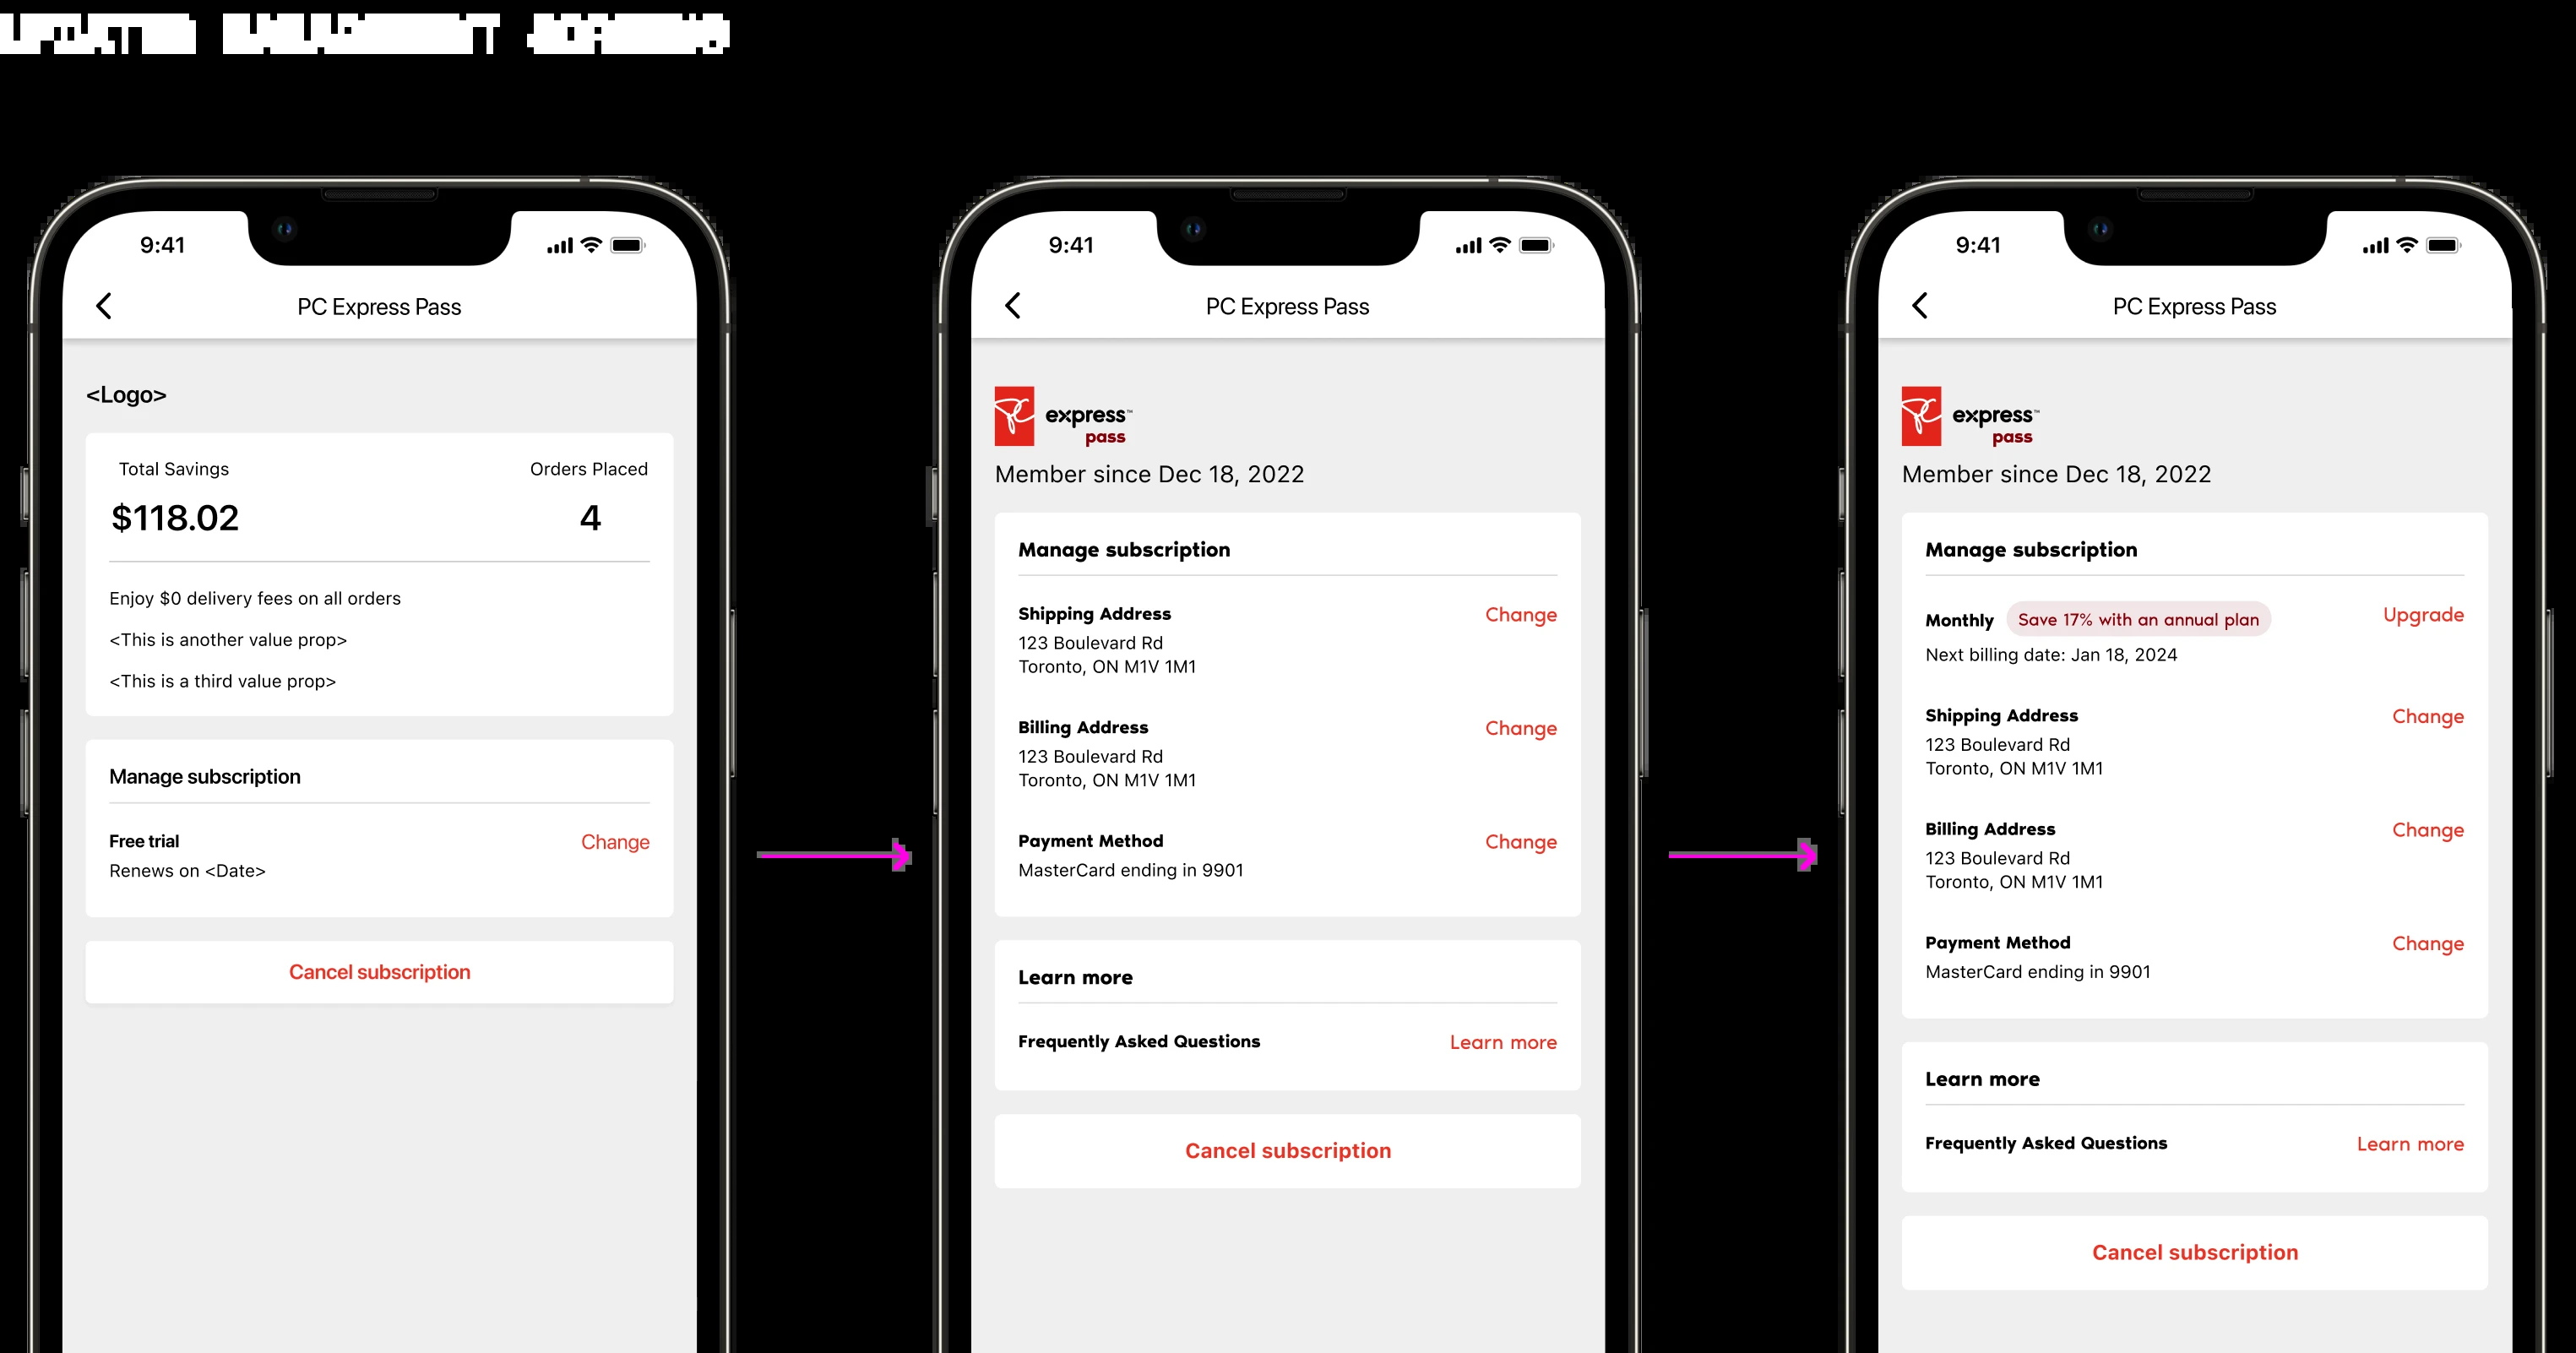 9:41
PC Express Pass
<Logo>
Total Savings
Orders Placed
$118.02
4
Enjoy $0 delivery fees on all orders
<This is another value prop>
<This is a third value prop>
Manage subscription
Free trial
Change
Renews on <Date>
Cancel subscription
9:41
PC Express Pass
PC
express™
pass
Member since Dec 18, 2022
Manage subscription
Shipping Address
Change
123 Boulevard Rd
Toronto, ON M1V 1M1
Billing Address
Change
123 Boulevard Rd
Toronto, ON M1V 1M1
Payment Method
Change
MasterCard ending in 9901
Learn more
Frequently Asked Questions
Learn more
Cancel subscription
9:41
PC Express Pass
PC
express™
pass
Member since Dec 18, 2022
Manage subscription
Monthly
Save 17% with an annual plan
Upgrade
Next billing date: Jan 18, 2024
Shipping Address
Change
123 Boulevard Rd
Toronto, ON M1V 1M1
Billing Address
Change
123 Boulevard Rd
Toronto, ON M1V 1M1
Payment Method
Change
MasterCard ending in 9901
Learn more
Frequently Asked Questions
Learn more
Cancel subscription